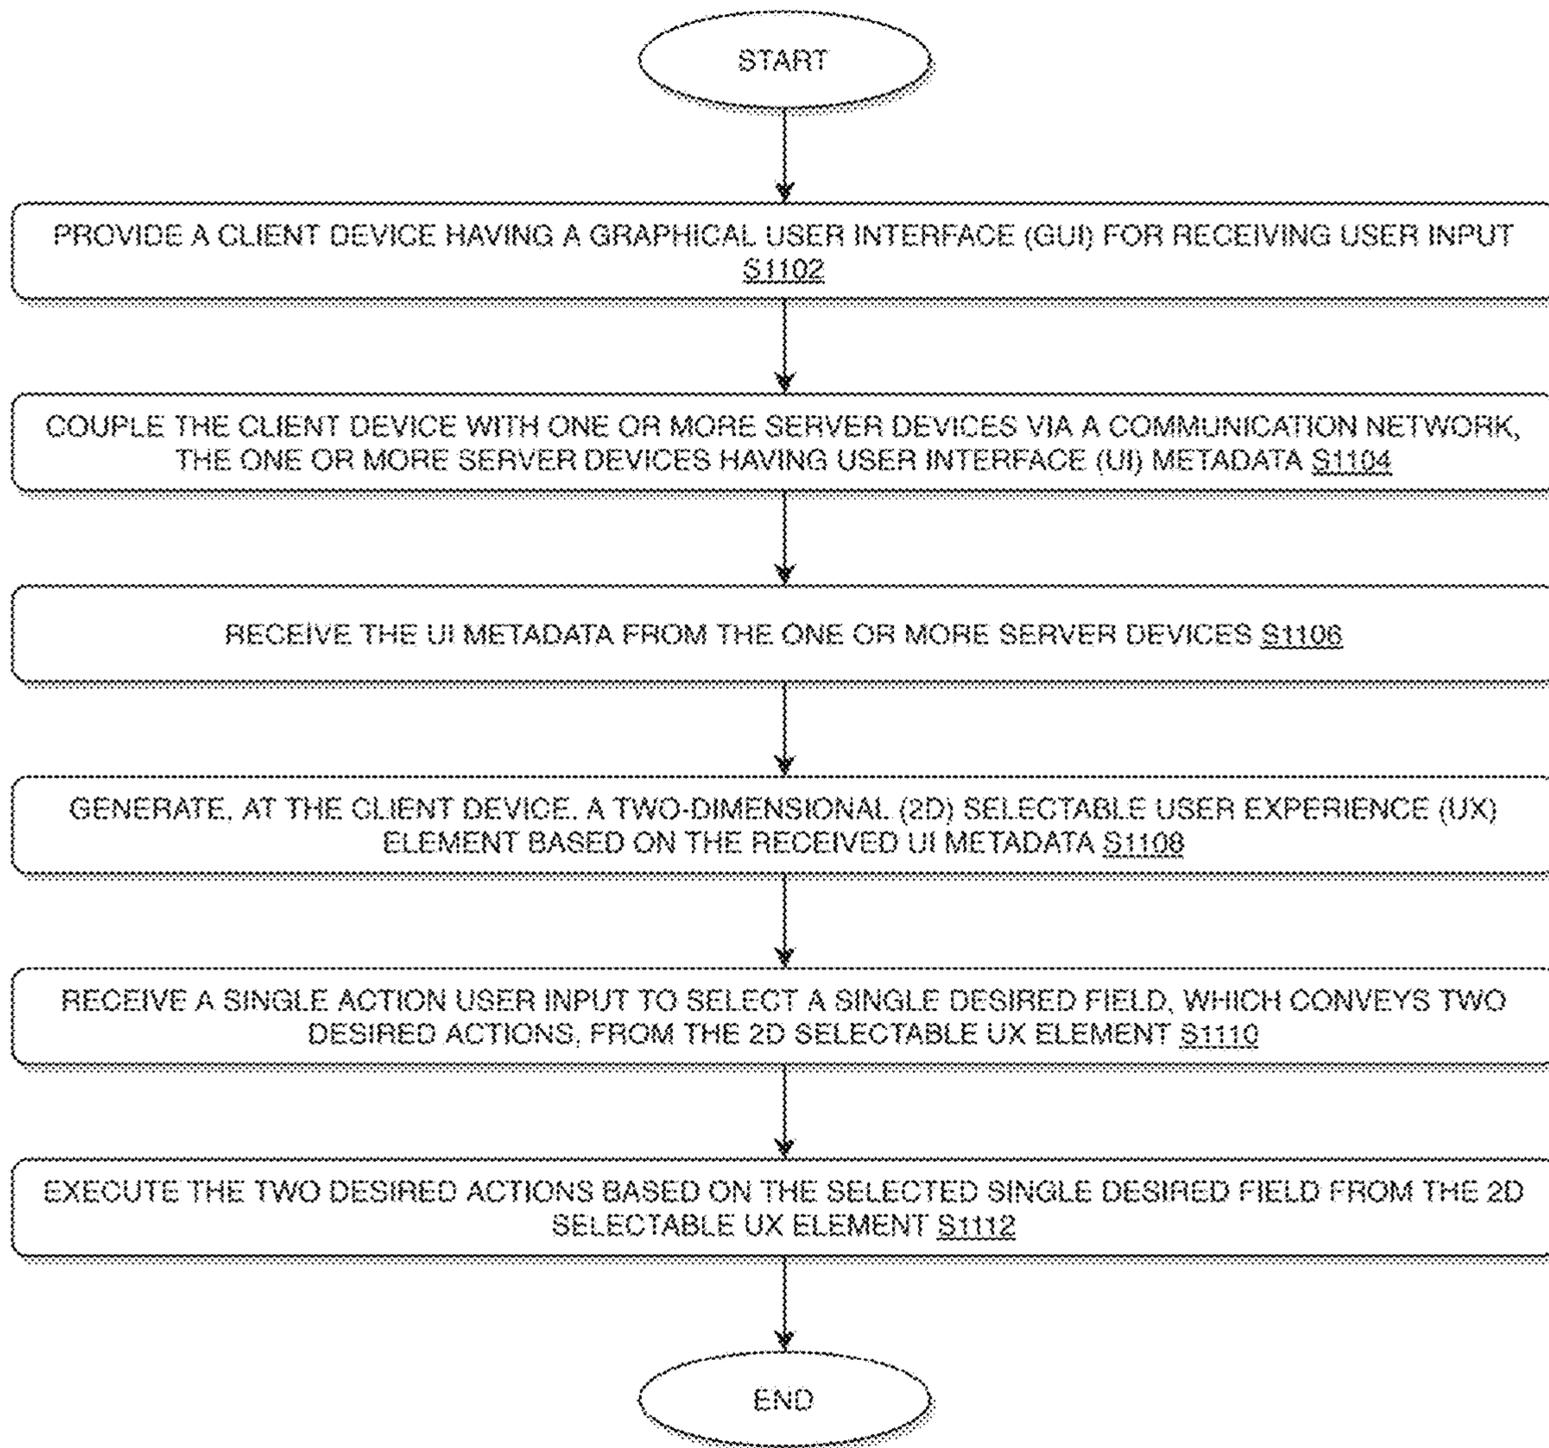 START
PROVIDE A CLIENT DEVICE HAVING A GRAPHICAL USER INTERFACE (GUI) FOR RECEIVING USER INPUT
S1102
COUPLE THE CLIENT DEVICE WITH ONE OR MORE SERVER DEVICES VIA A COMMUNICATION NETWORK,
THE ONE OR MORE SERVER DEVICES HAVING USER INTERFACE (UI) METADATA S1104
RECEIVE THE UI METADATA FROM THE ONE OR MORE SERVER DEVICES S1106
GENERATE, AT THE CLIENT DEVICE, A TWO-DIMENSIONAL (2D) SELECTABLE USER EXPERIENCE (UX)
ELEMENT BASED ON THE RECEIVED UI METADATA S1108
RECEIVE A SINGLE ACTION USER INPUT TO SELECT A SINGLE DESIRED FIELD, WHICH CONVEYS TWO
DESIRED ACTIONS, FROM THE 2D SELECTABLE UX ELEMENT S1110
EXECUTE THE TWO DESIRED ACTIONS BASED ON THE SELECTED SINGLE DESIRED FIELD FROM THE 2D
SELECTABLE UX ELEMENT S1112
END